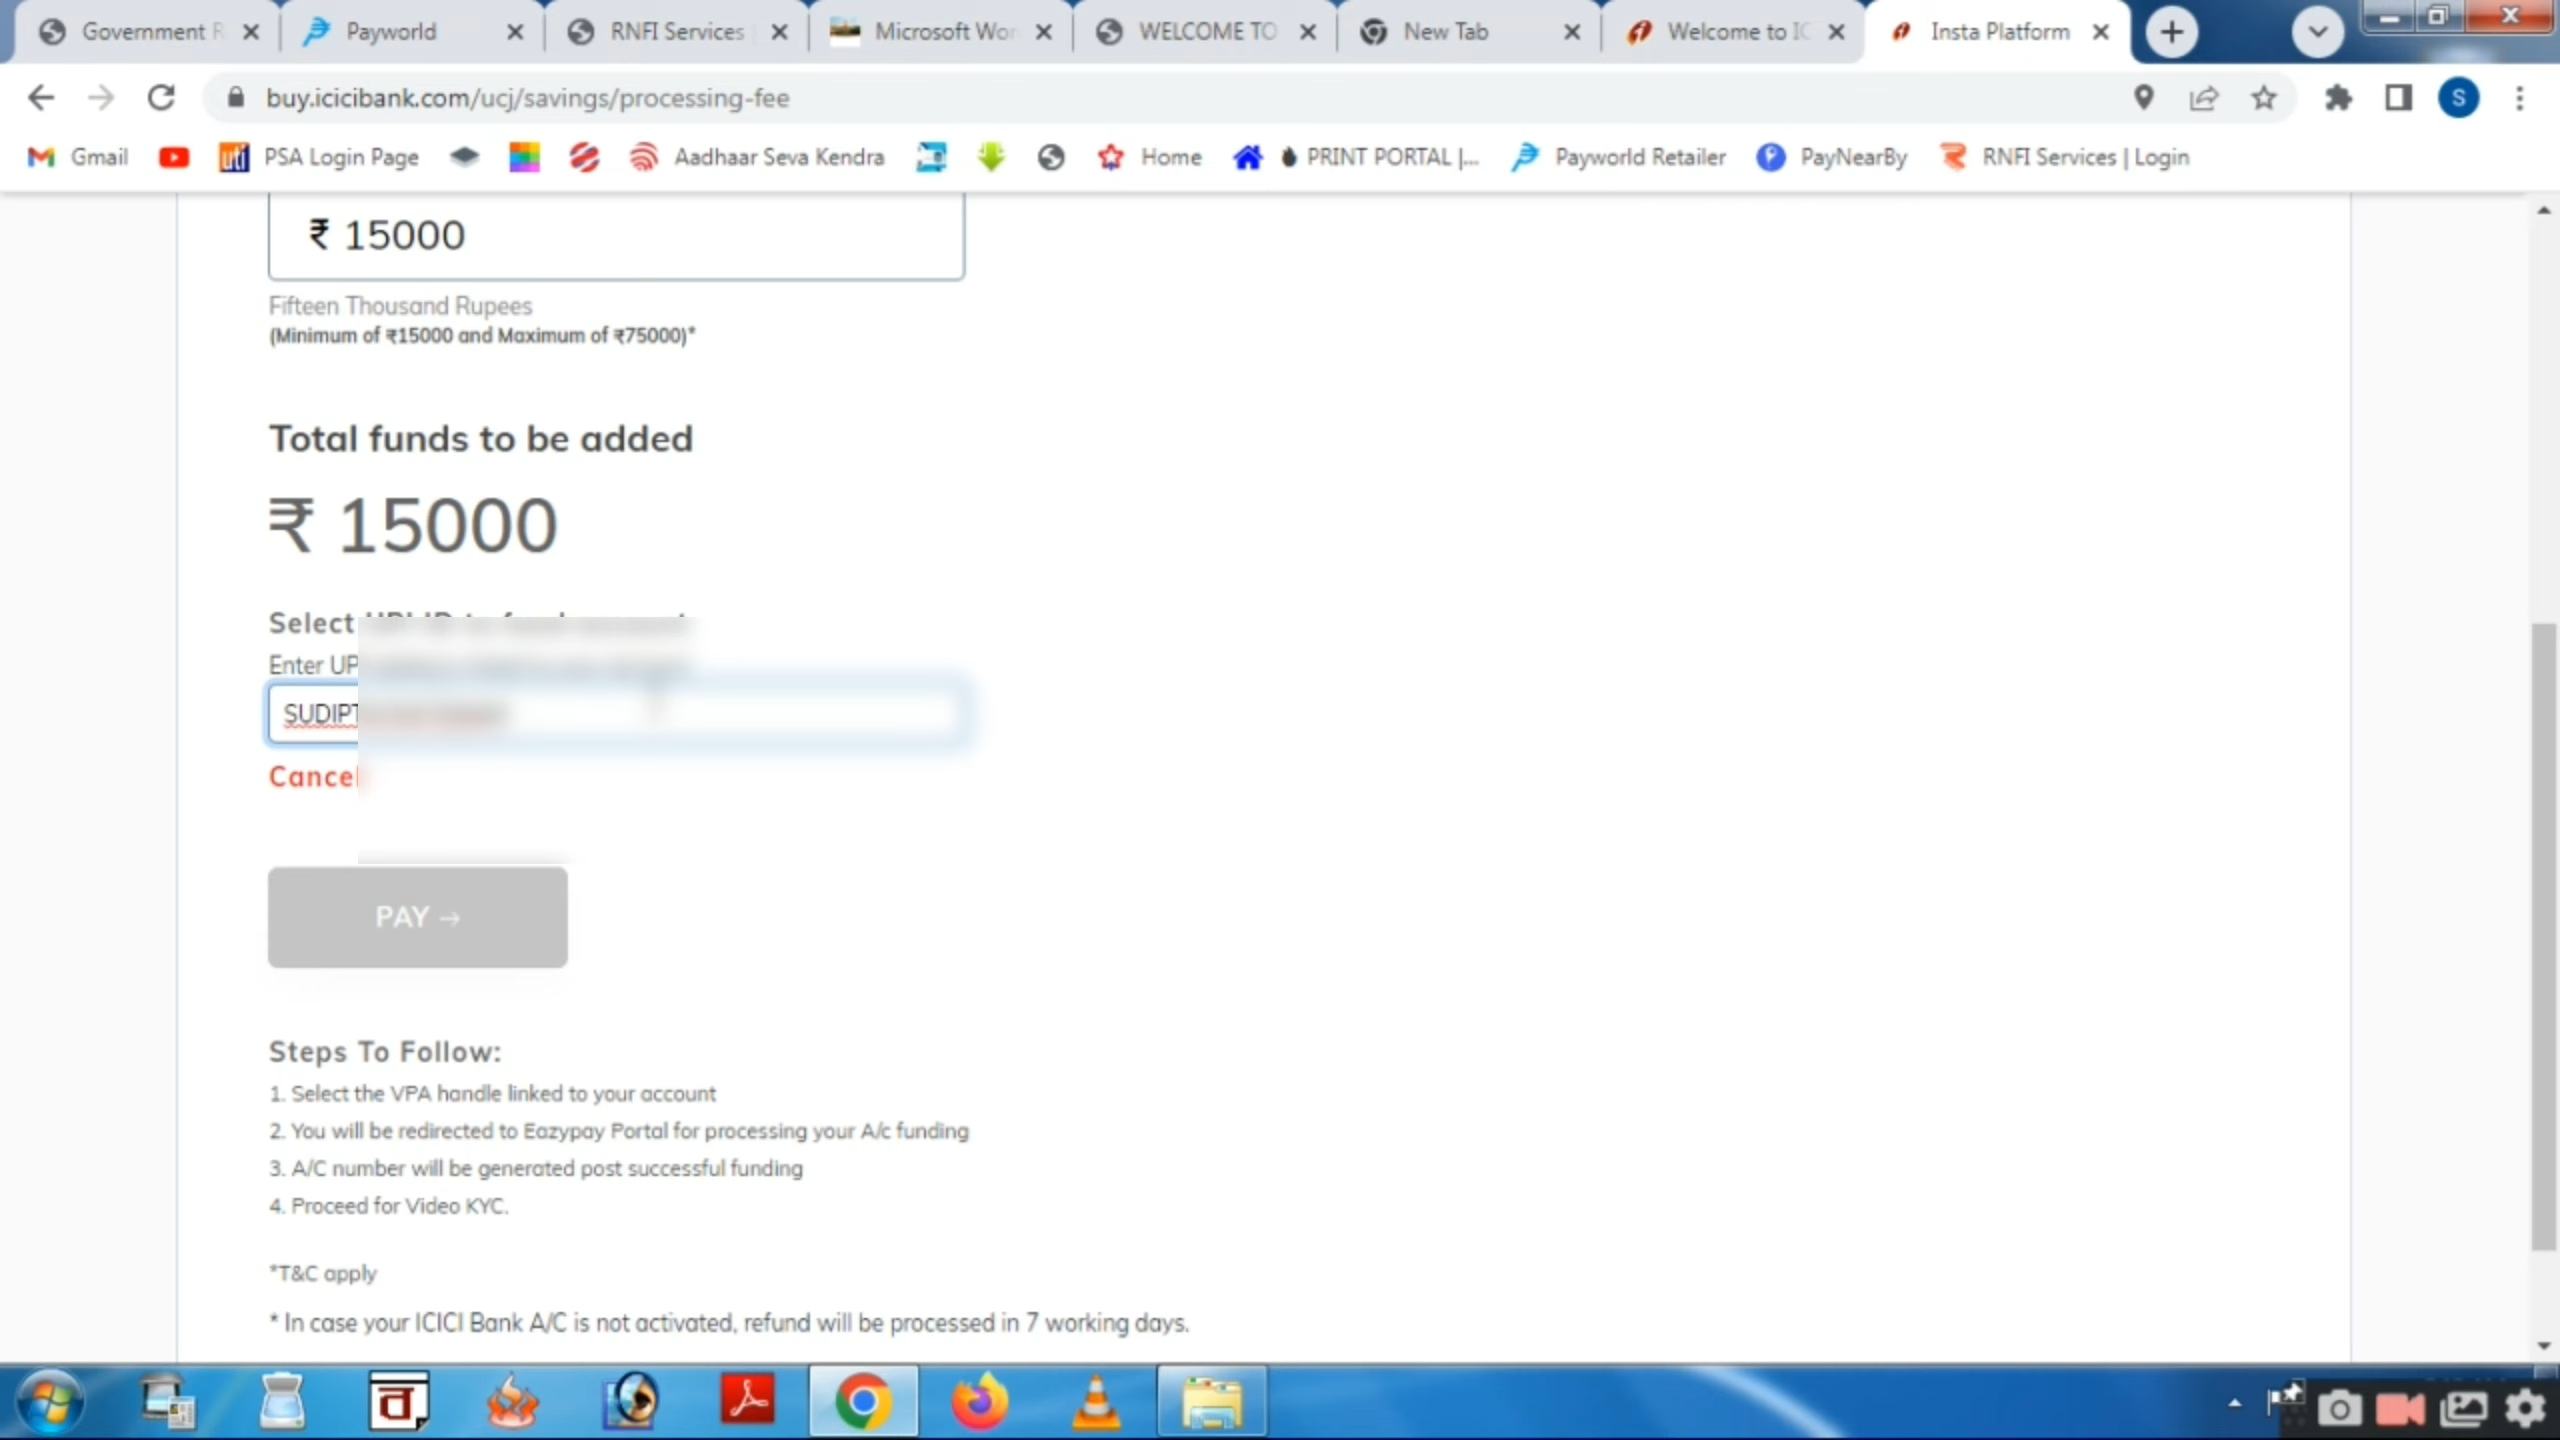 Government R
Payworld
RNFI Services
Microsoft Wor
WELCOME TO
New Tab
Welcome to IC
Insta Platform
buy.icicibank.com/ucj/savings/processing-fee
S
Gmail
uti
PSA Login Page
Aadhaar Seva Kendra
Home
PRINT PORTAL |...
Payworld Retailer
PayNearBy
RNFI Services | Login
₹ 15000
Fifteen Thousand Rupees
(Minimum of ₹15000 and Maximum of ₹75000)*
Total funds to be added
₹ 15000
Select
Enter UP
SUDIPT
Cancel
PAY →
Steps To Follow:
1. Select the VPA handle linked to your account
2. You will be redirected to Eazypay Portal for processing your A/c funding
3. A/C number will be generated post successful funding
4. Proceed for Video KYC.
*T&C apply
* In case your ICICI Bank A/C is not activated, refund will be processed in 7 working days.